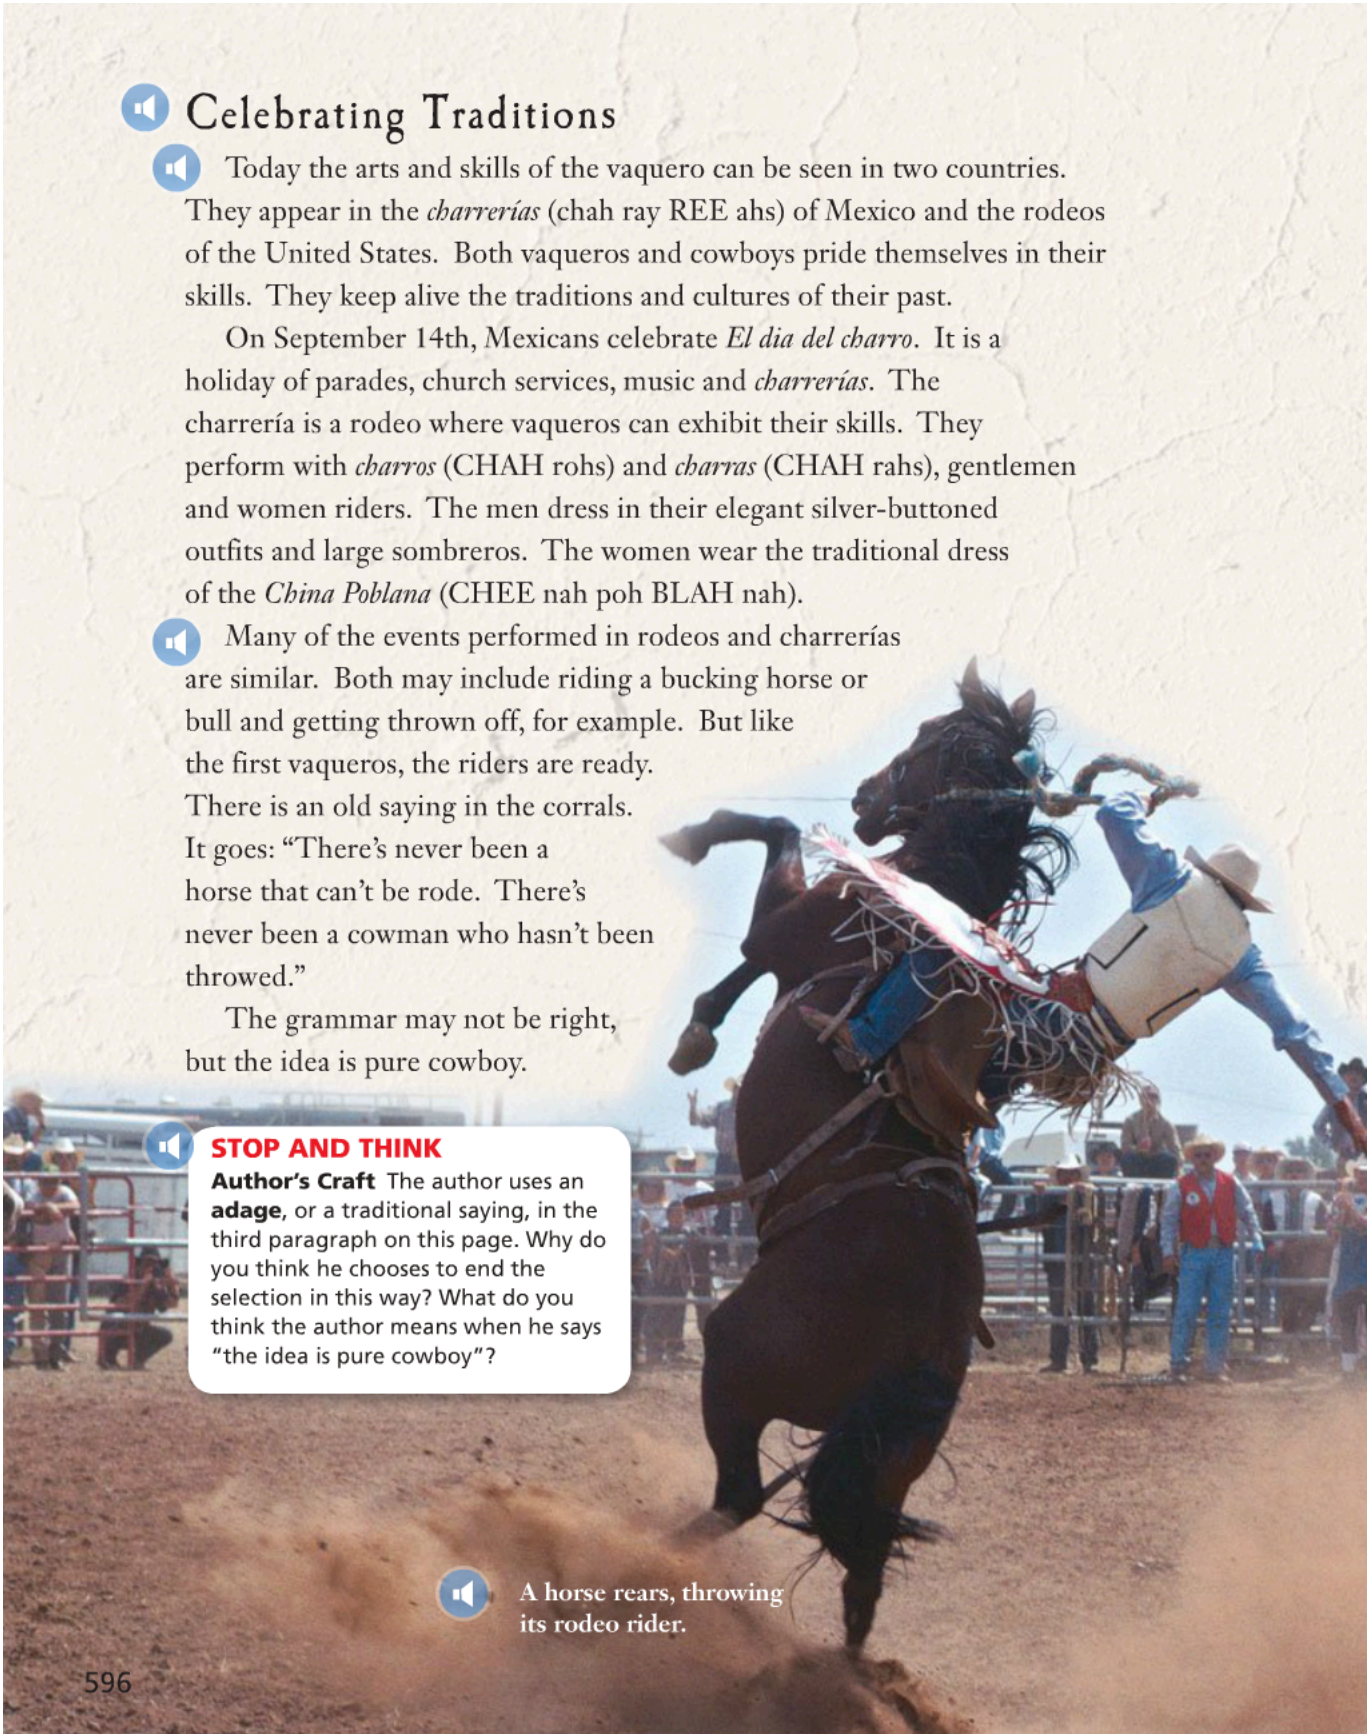 Celebrating Traditions
Today the arts and skills of the vaquero can be seen in two countries.
They appear in the charrerías (chah ray REE ahs) of Mexico and the rodeos
of the United States. Both vaqueros and cowboys pride themselves in their
skills. They keep alive the traditions and cultures of their past.
On September 14th, Mexicans celebrate El dia del charro. It is a
holiday of parades, church services, music and charrerías. The
charrería is a rodeo where vaqueros can exhibit their skills. They
perform with charros (CHAH rohs) and charras (CHAH rahs), gentlemen
and women riders. The men dress in their elegant silver-buttoned
outfits and large sombreros. The women wear the traditional dress
of the China Poblana (CHEE nah poh BLAH nah).
Many of the events performed in rodeos and charrerías
are similar. Both may include riding a bucking horse or
bull and getting thrown off, for example. But like
the first vaqueros, the riders are ready.
There is an old saying in the corrals.
It goes: “There’s never been a
horse that can’t be rode. There’s
never been a cowman who hasn’t been
throwed.”
The grammar may not be right,
but the idea is pure cowboy.
STOP AND THINK
Author’s Craft The author uses an
adage, or a traditional saying, in the
third paragraph on this page. Why do
you think he chooses to end the
selection in this way? What do you
think the author means when he says
“the idea is pure cowboy”?
A horse rears, throwing
its rodeo rider.
596